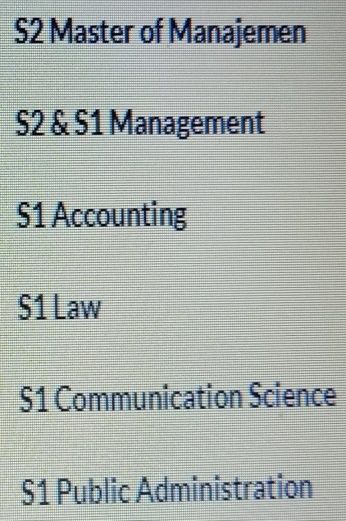 S2 Master of Manajemen
S2 & S1 Management
S1 Accounting
S1 Law
S1 Communication Science
S1 Public Administration